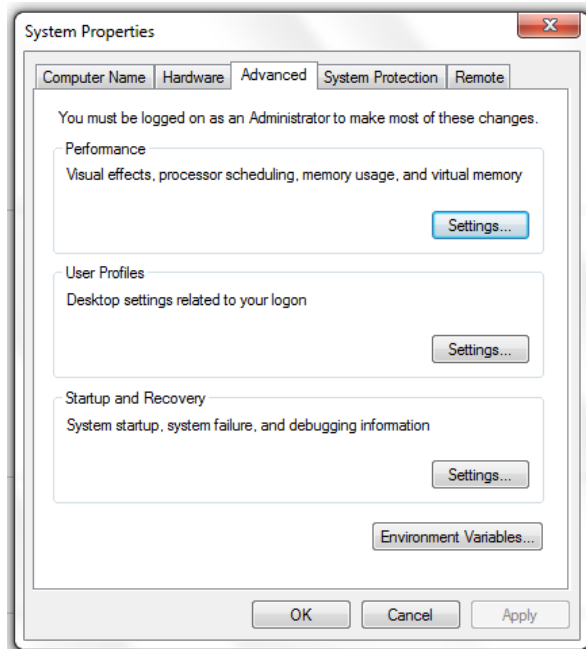 System Properties
Computer Name Hardware Advanced System Protection Remote
You must be logged on as an Administrator to make most of these changes.
Performance
Visual effects, processor scheduling, memory usage, and virtual memory
Settings...
User Profiles
Desktop settings related to your logon
Settings...
Startup and Recovery
System startup, system failure, and debugging information
Settings...
Environment Variables...
OK Cancel Apply